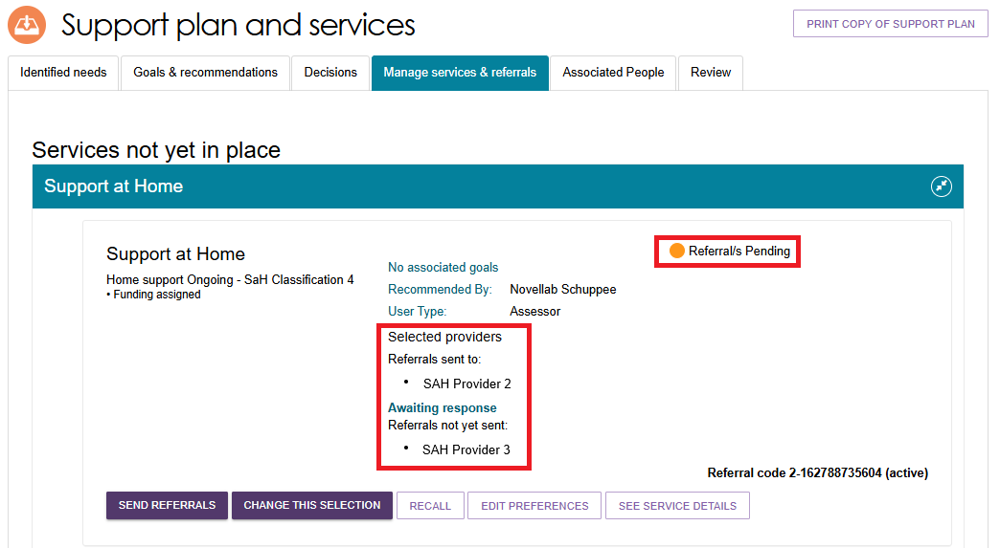 Support plan and services
PRINT COPY OF SUPPORT PLAN
Identified needs
Goals & recommendations
Decisions
Manage services & referrals
Associated People
Review
Services not yet in place
Support at Home
Support at Home
Home support Ongoing - SaH Classification 4
• Funding assigned
No associated goals
Recommended By: Novellab Schuppee
User Type: Assessor
Referral/s Pending
Selected providers
Referrals sent to:
• SAH Provider 2
Awaiting response
Referrals not yet sent:
• SAH Provider 3
Referral code 2-162788735604 (active)
SEND REFERRALS
CHANGE THIS SELECTION
RECALL
EDIT PREFERENCES
SEE SERVICE DETAILS